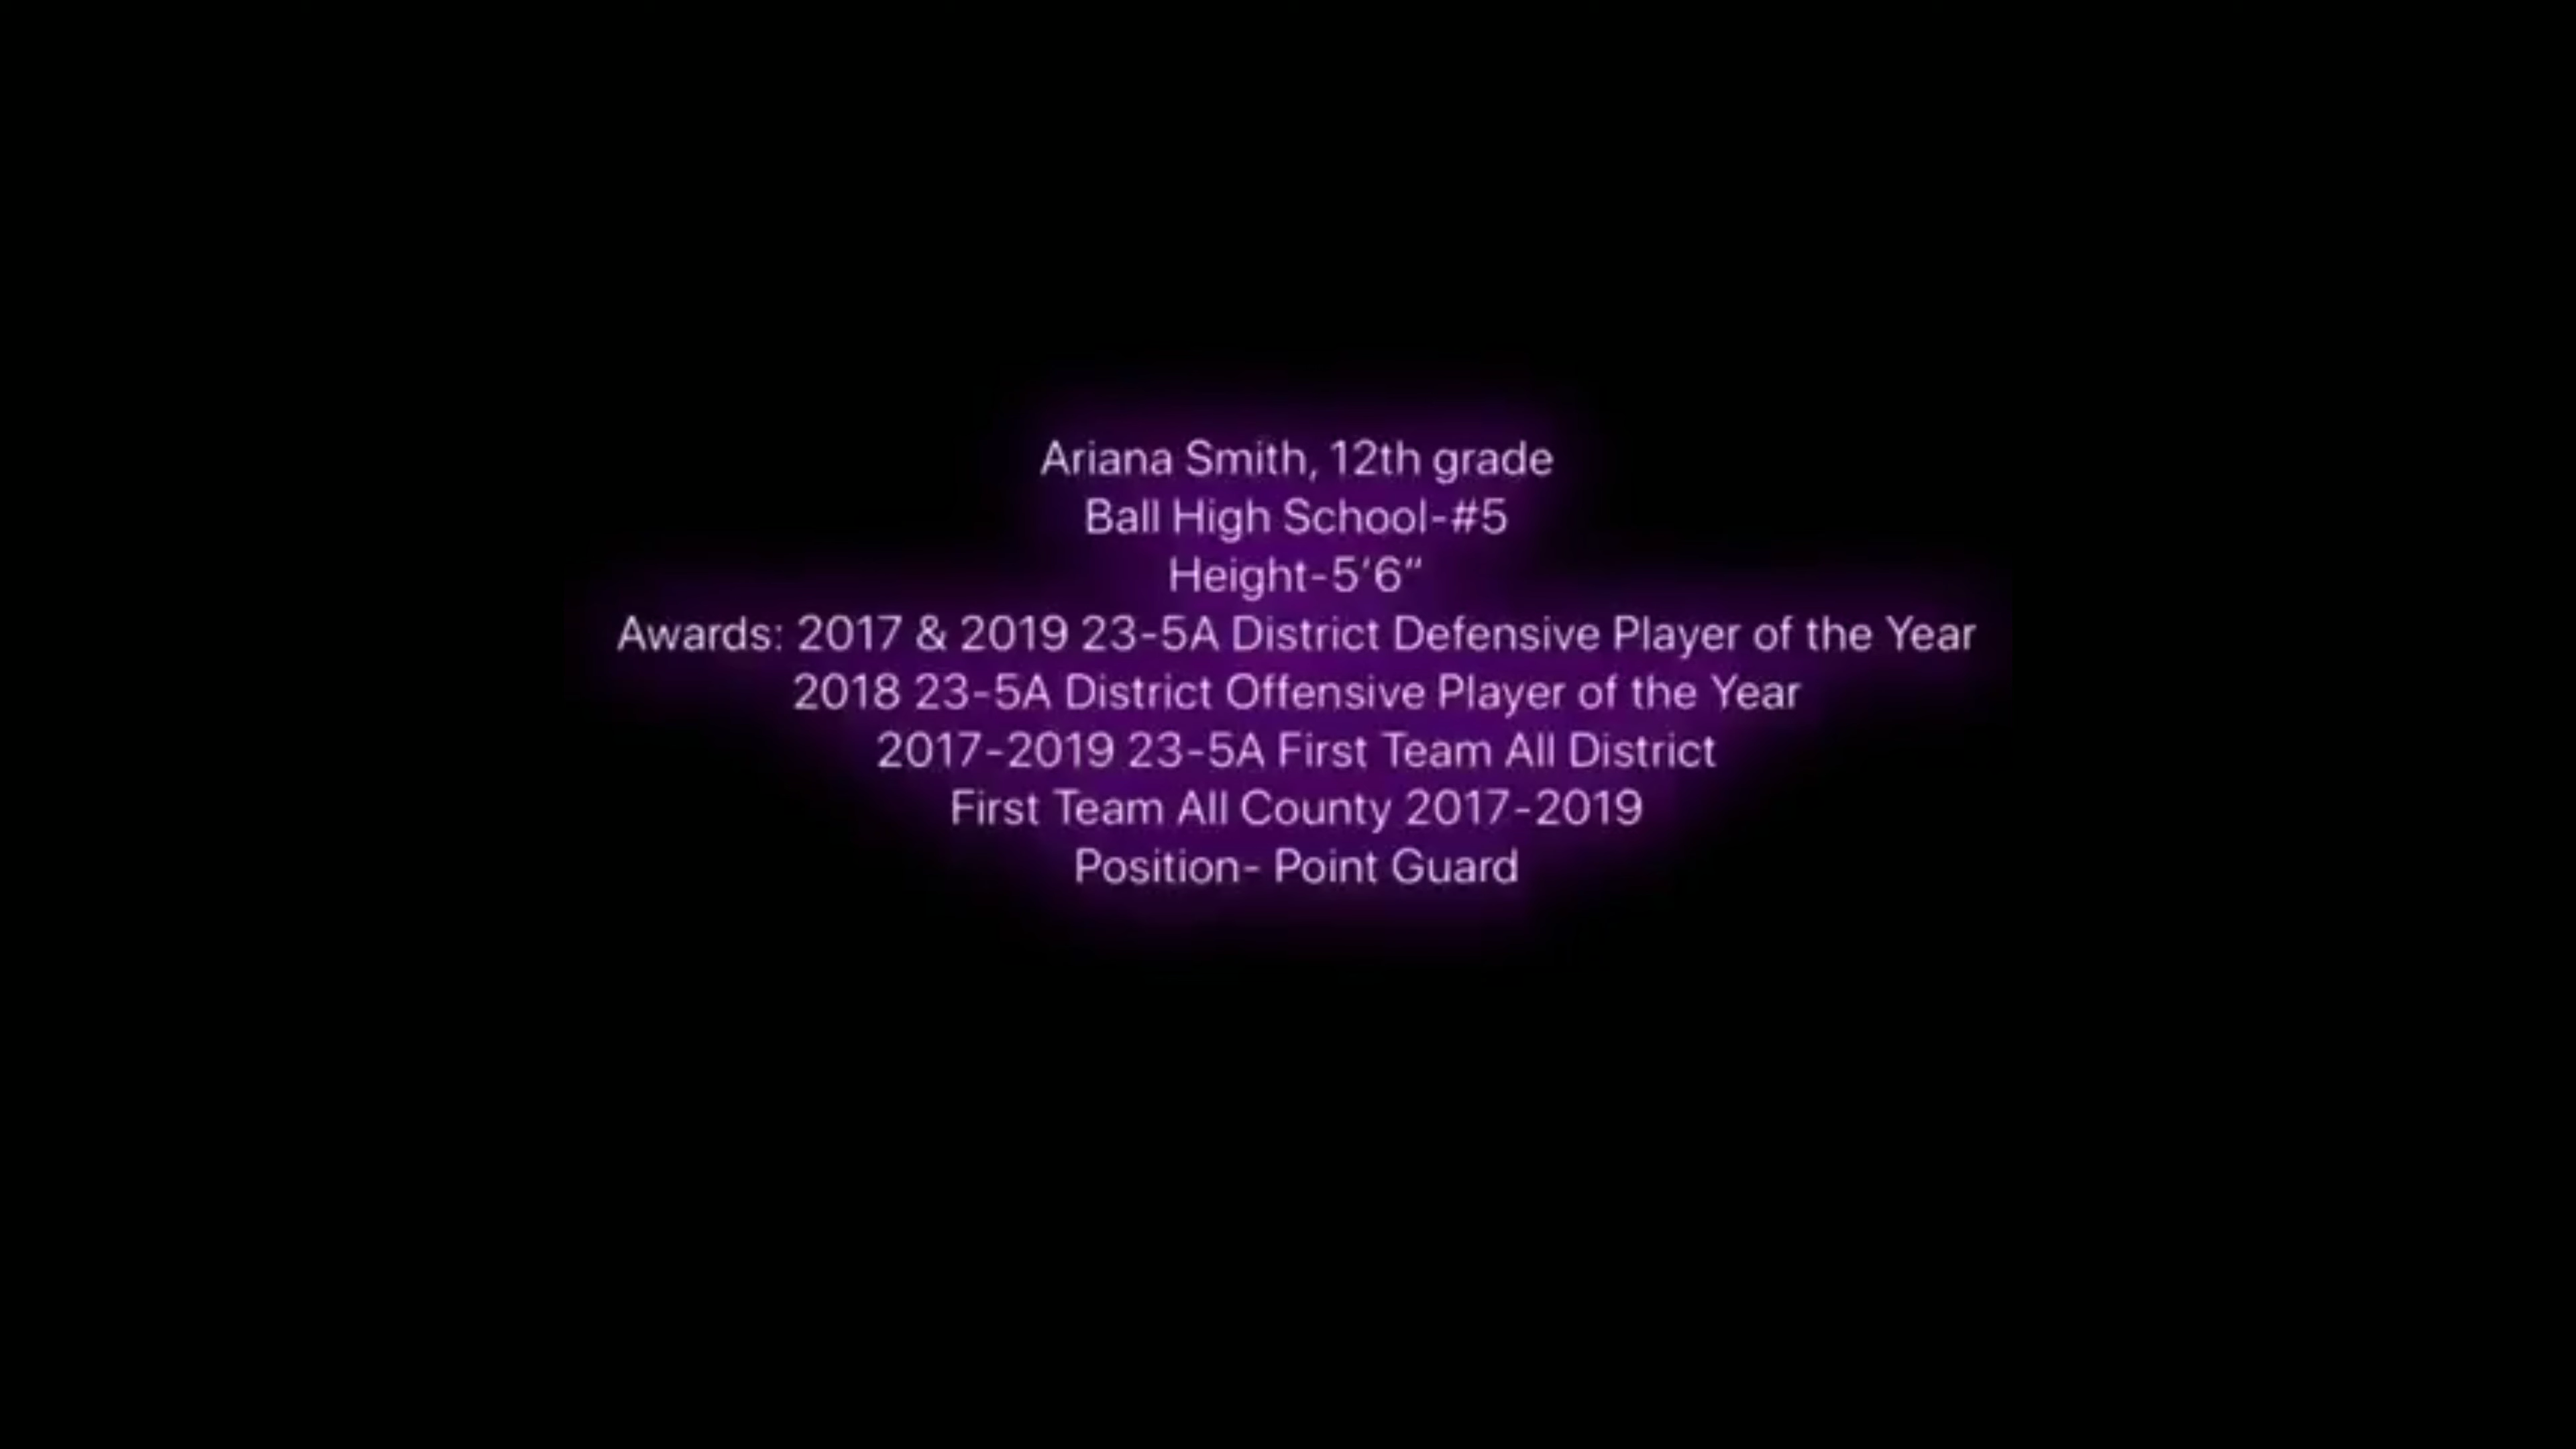 Ariana Smith, 12th grade
Ball High School-#5
Height-5’6”
Awards: 2017 & 2019 23-5A District Defensive Player of the Year
2018 23-5A District Offensive Player of the Year
2017-2019 23-5A First Team All District
First Team All County 2017-2019
Position- Point Guard